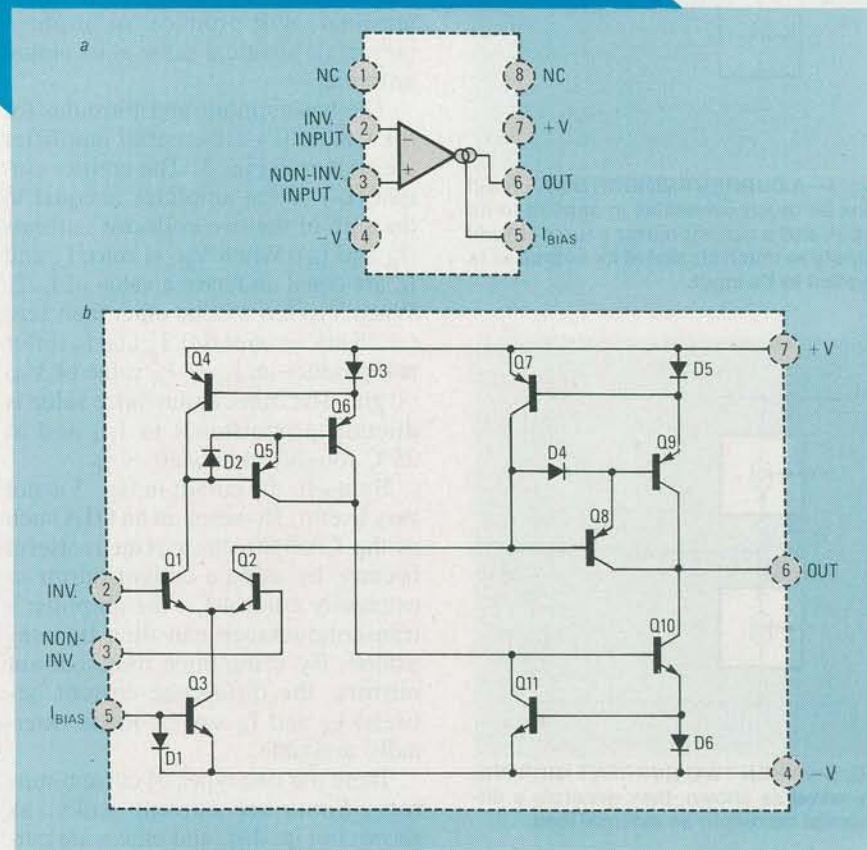 a
NC 1 8 NC
INV. INPUT 2 7 +V
NON-INV. INPUT 3 6 OUT
-V 4 5 IBIAS
- +
b
7 +V
Q4 D3 Q7 D5
Q6
D2 Q5 D4 Q9
Q8
Q1 Q2 6 OUT
INV. 2
Q10
NON-INV. 3
Q3 Q11
IBIAS 5
D1 D6
4 -V